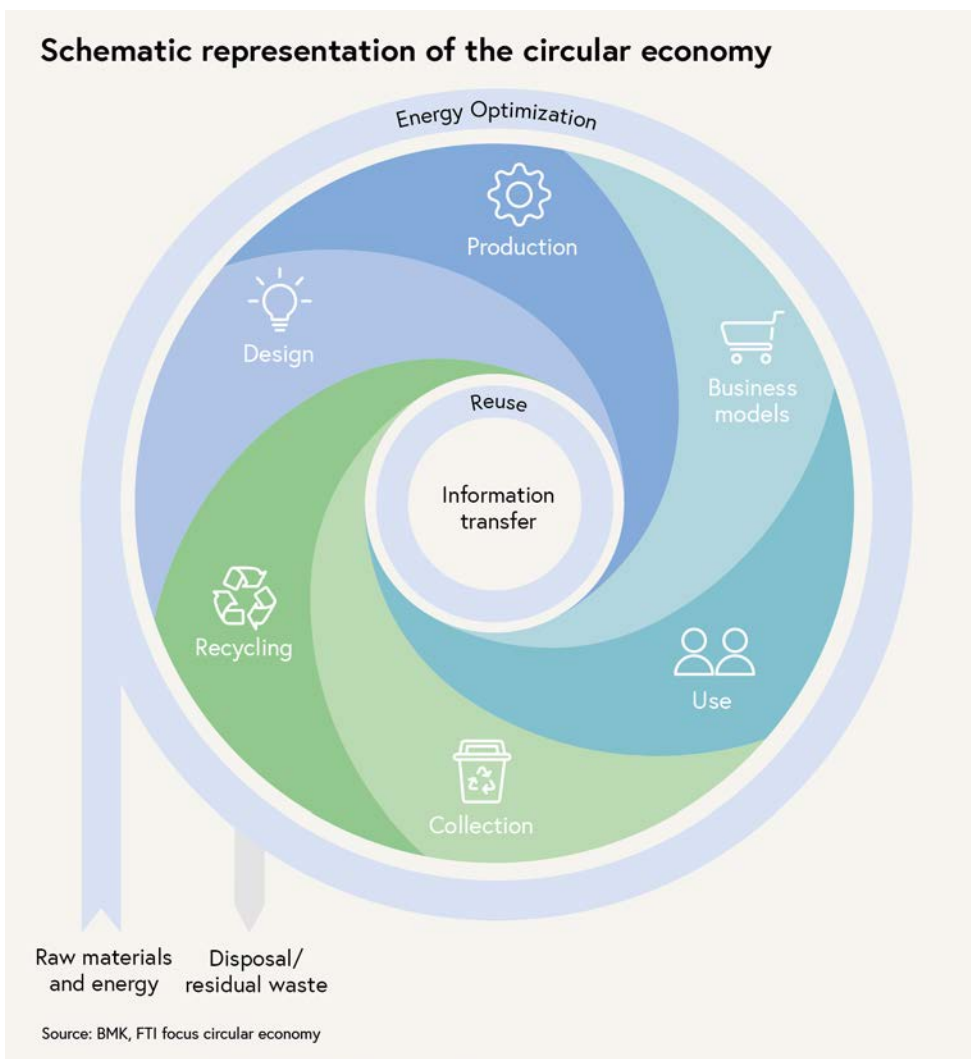 Schematic representation of the circular economy
Energy Optimization
Production
Design
Business
models
Reuse
Information
transfer
Recycling
Use
Collection
Raw materials
and energy
Disposal/
residual waste
Source: BMK, FTI focus circular economy